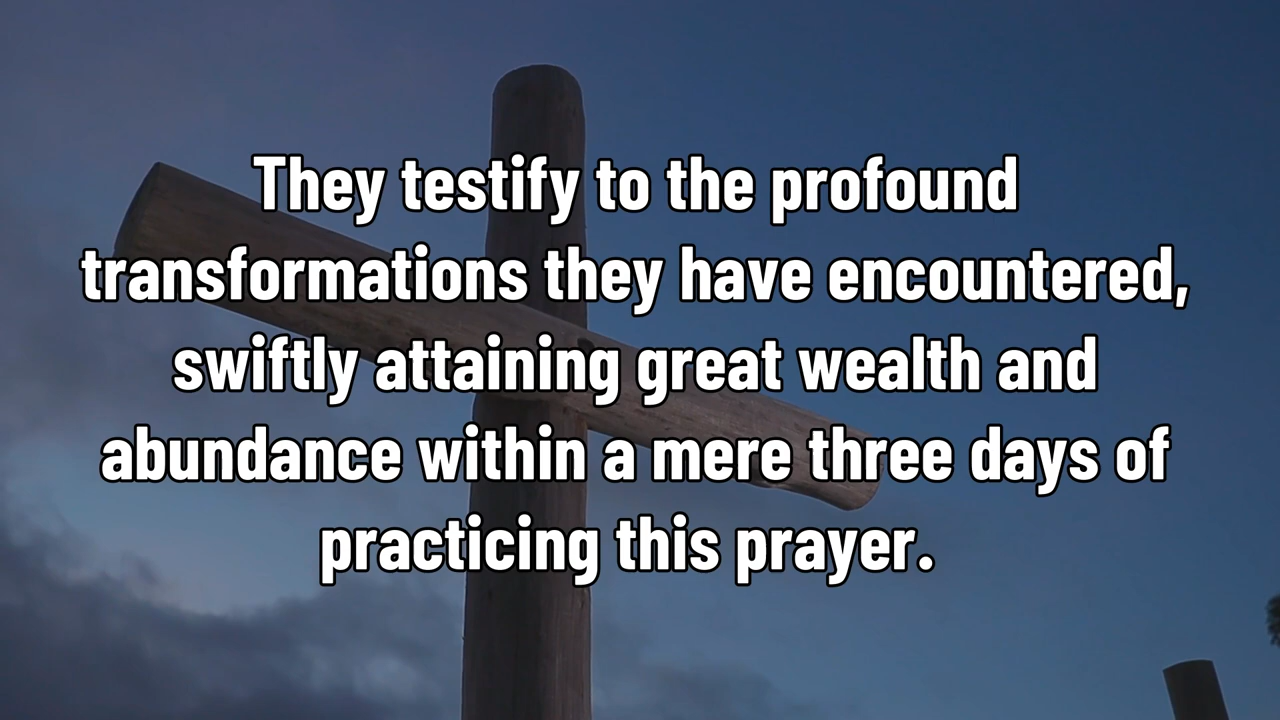 They testify to the profound
transformations they have encountered,
swiftly attaining great wealth and
abundance within a mere three days of
practicing this prayer.